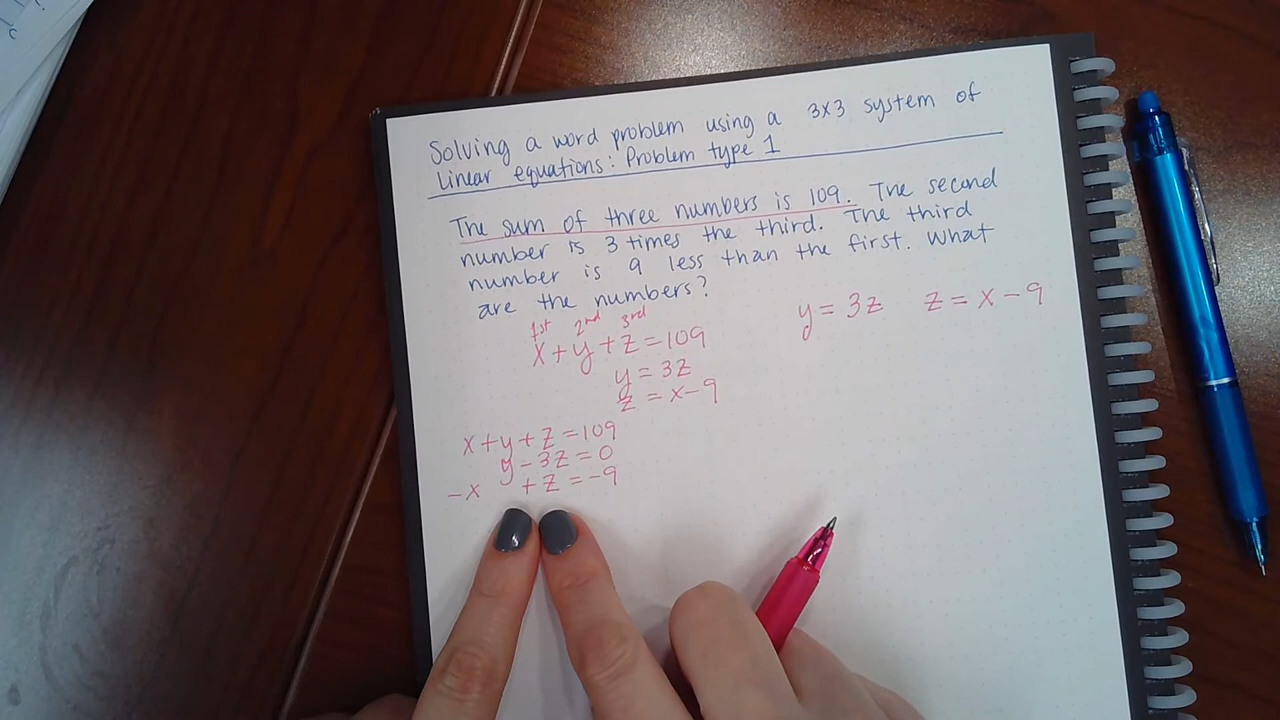 Solving a word problem using a 3x3 system of
linear equations: Problem type 1
The sum of three numbers is 109. The second
number is 3 times the third. The third
number is 9 less than the first. What
are the numbers?
y = 3z z = x - 9
1st 2nd 3rd
x + y + z = 109
y = 3z
z = x - 9
x + y + z = 109
y - 3z = 0
-x + z = -9
c